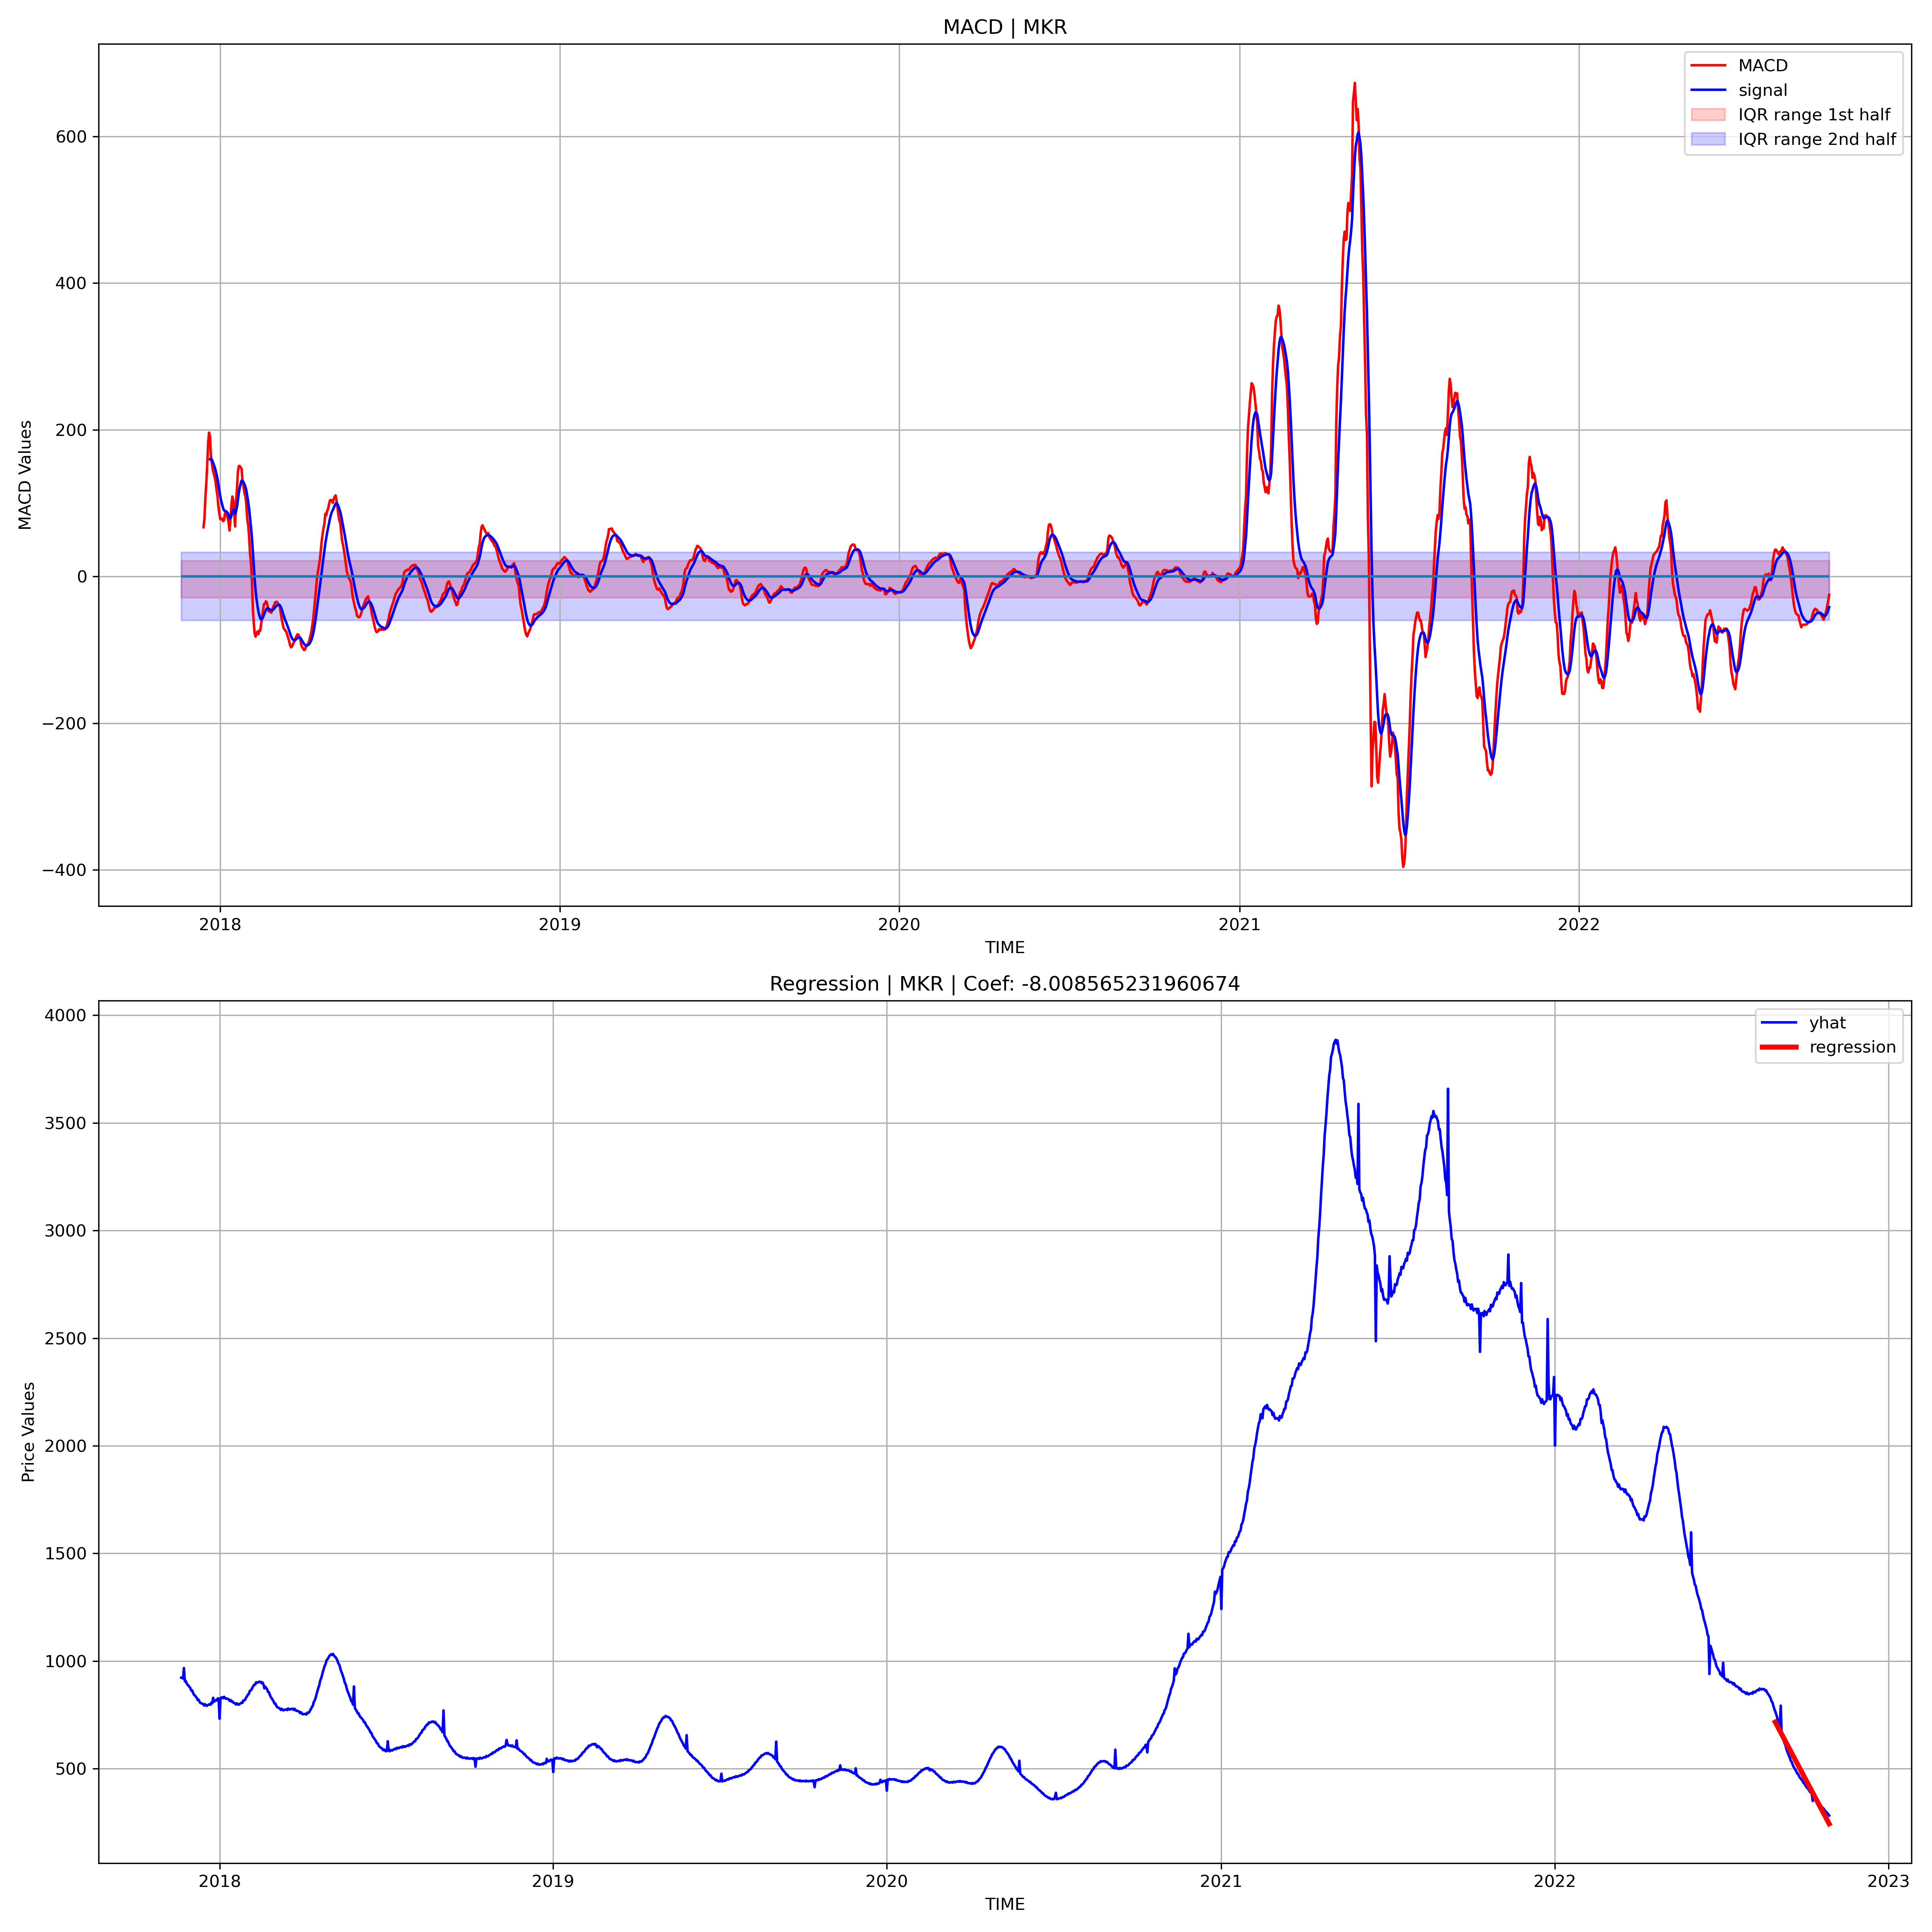 MACD | MKR
MACD
signal
IQR range 1st half
IQR range 2nd half
600
400
200
0
−200
−400
MACD Values
2018 2019 2020 2021 2022
TIME
Regression | MKR | Coef: -8.008565231960674
yhat
regression
4000
3500
3000
2500
2000
1500
1000
500
Price Values
2018 2019 2020 2021 2022 2023
TIME